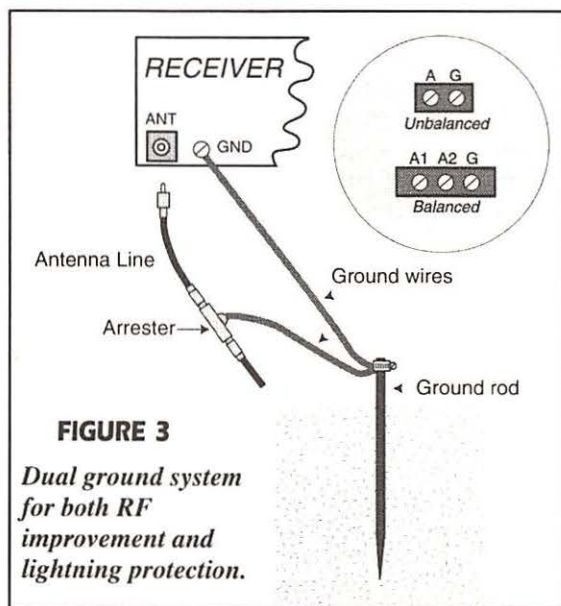 RECEIVER
ANT
GND
A G
Unbalanced
A1 A2 G
Balanced
Antenna Line
Arrester
Ground wires
Ground rod
FIGURE 3
Dual ground system
for both RF
improvement and
lightning protection.